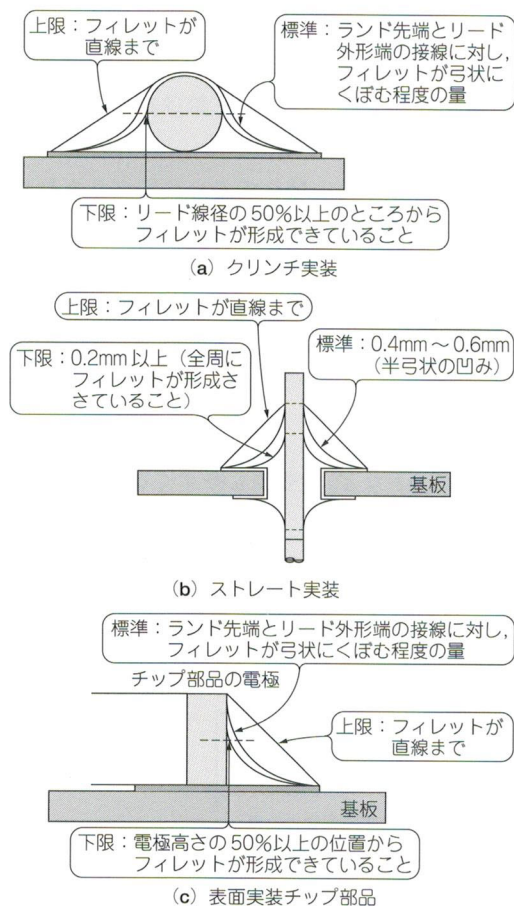 上限：フィレットが
直線まで
標準：ランド先端とリード
外形端の接線に対し,
フィレットが弓状に
くぼむ程度の量
下限：リード線径の50％以上のところから
フィレットが形成できていること
(a) クリンチ実装
上限：フィレットが直線まで
下限：0.2mm以上（全周に
フィレットが形成さ
さていること）
標準：0.4mm～0.6mm
（半弓状の凹み）
基板
(b) ストレート実装
標準：ランド先端とリード外形端の接線に対し,
フィレットが弓状にくぼむ程度の量
チップ部品の電極
上限：フィレットが
直線まで
基板
下限：電極高さの50％以上の位置から
フィレットが形成できていること
(c) 表面実装チップ部品